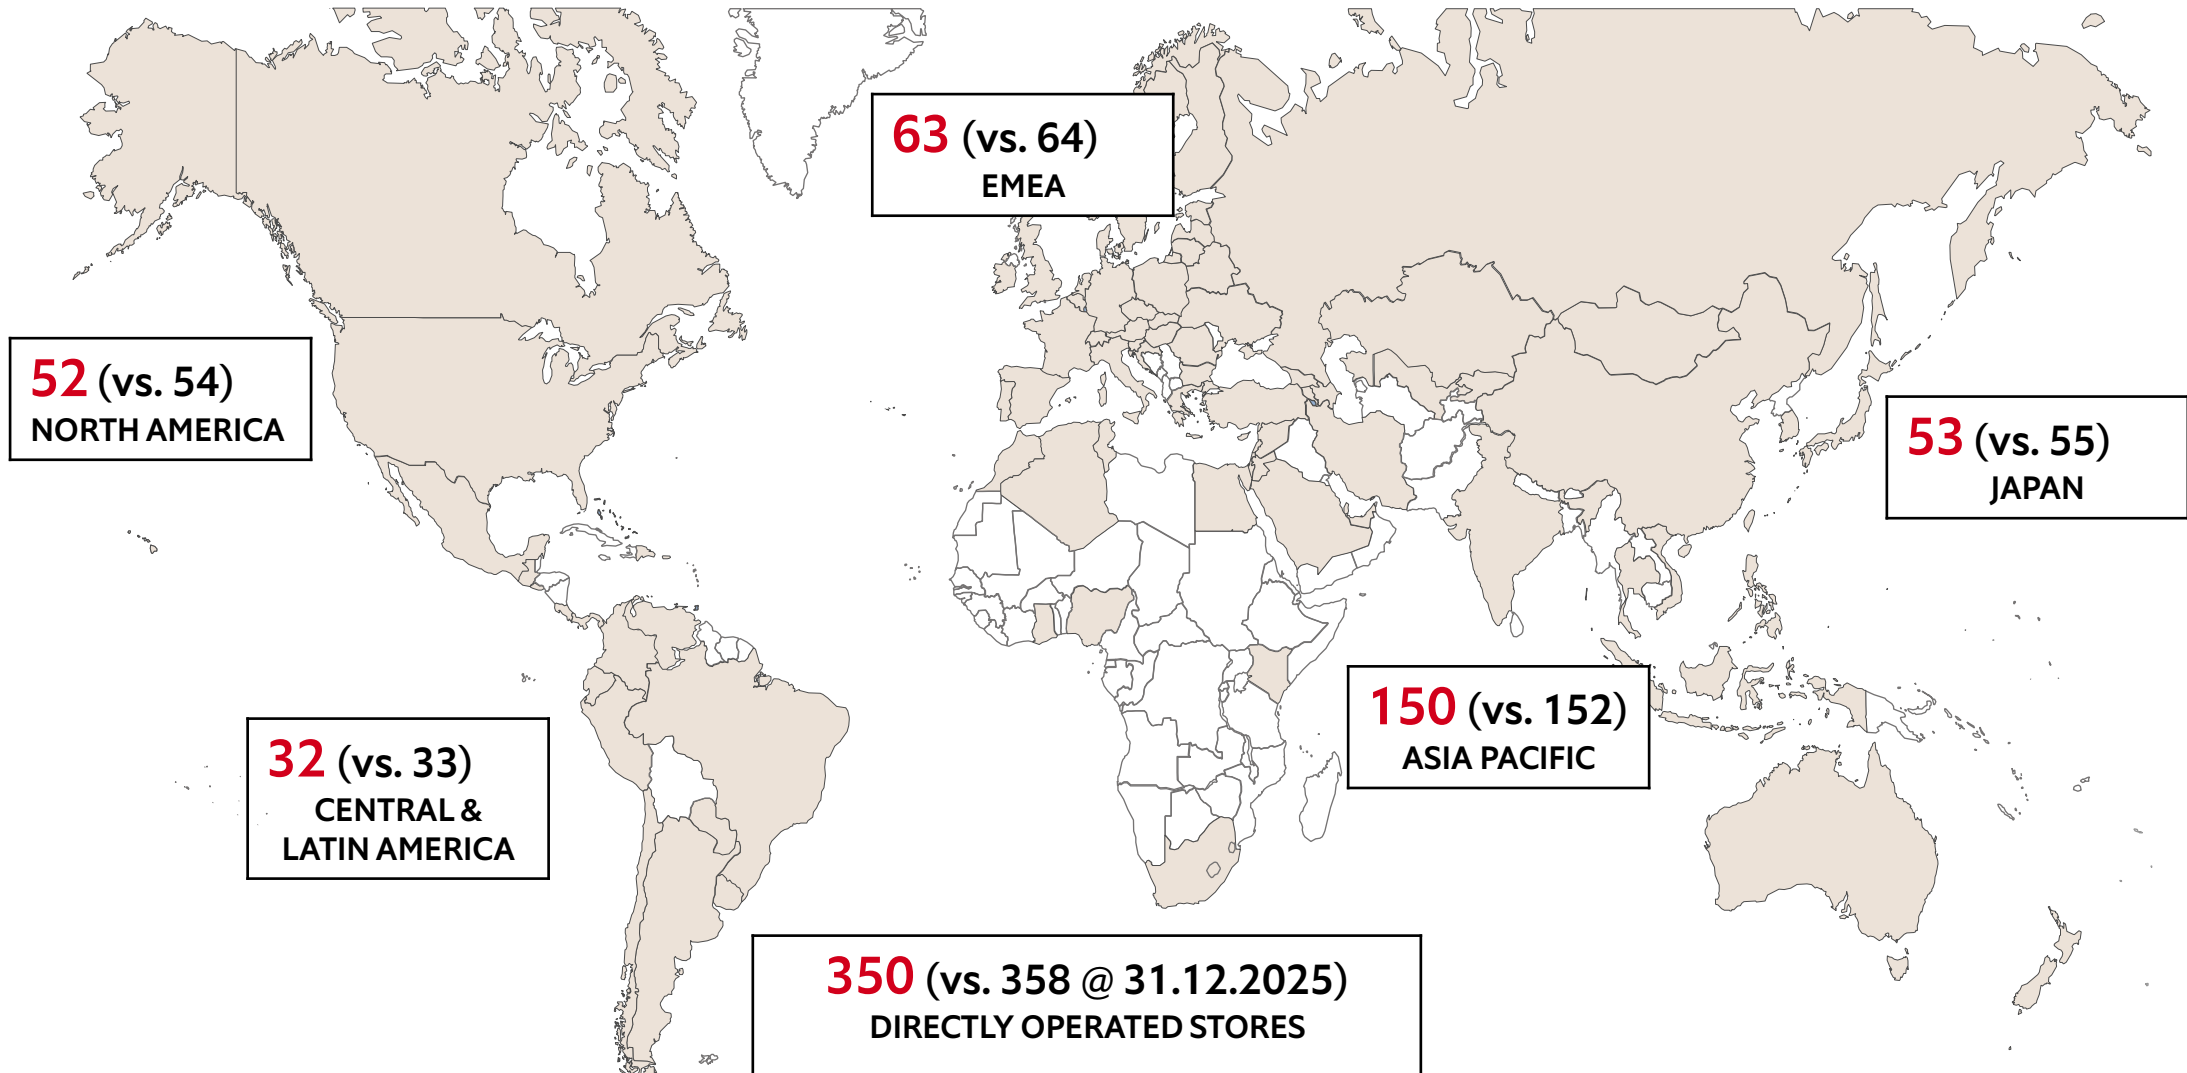 63 (vs. 64)
EMEA
52 (vs. 54)
NORTH AMERICA
53 (vs. 55)
JAPAN
150 (vs. 152)
ASIA PACIFIC
32 (vs. 33)
CENTRAL &
LATIN AMERICA
350 (vs. 358 @ 31.12.2025)
DIRECTLY OPERATED STORES